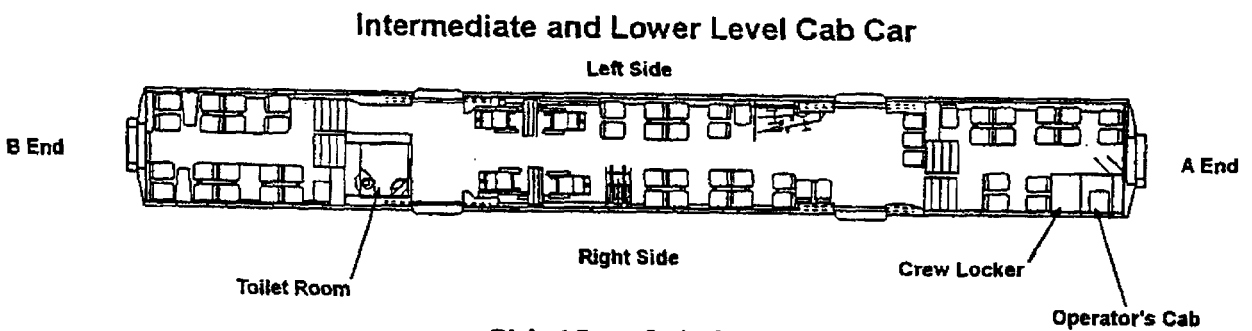 Intermediate and Lower Level Cab Car
Left Side
B End
A End
Right Side
Crew Locker
Toilet Room
Operator's Cab